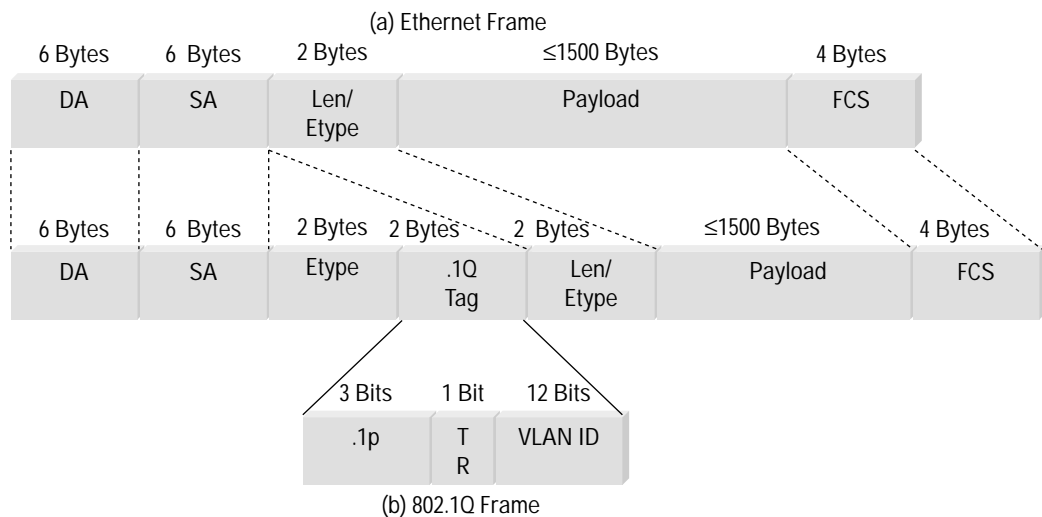 (a) Ethernet Frame
6 Bytes 6 Bytes 2 Bytes ≤1500 Bytes 4 Bytes
DA SA Len/ Payload FCS
Etype
6 Bytes 6 Bytes 2 Bytes 2 Bytes 2 Bytes ≤1500 Bytes 4 Bytes
DA SA Etype .1Q Len/ Payload FCS
Tag Etype
3 Bits 1 Bit 12 Bits
.1p T VLAN ID
R
(b) 802.1Q Frame